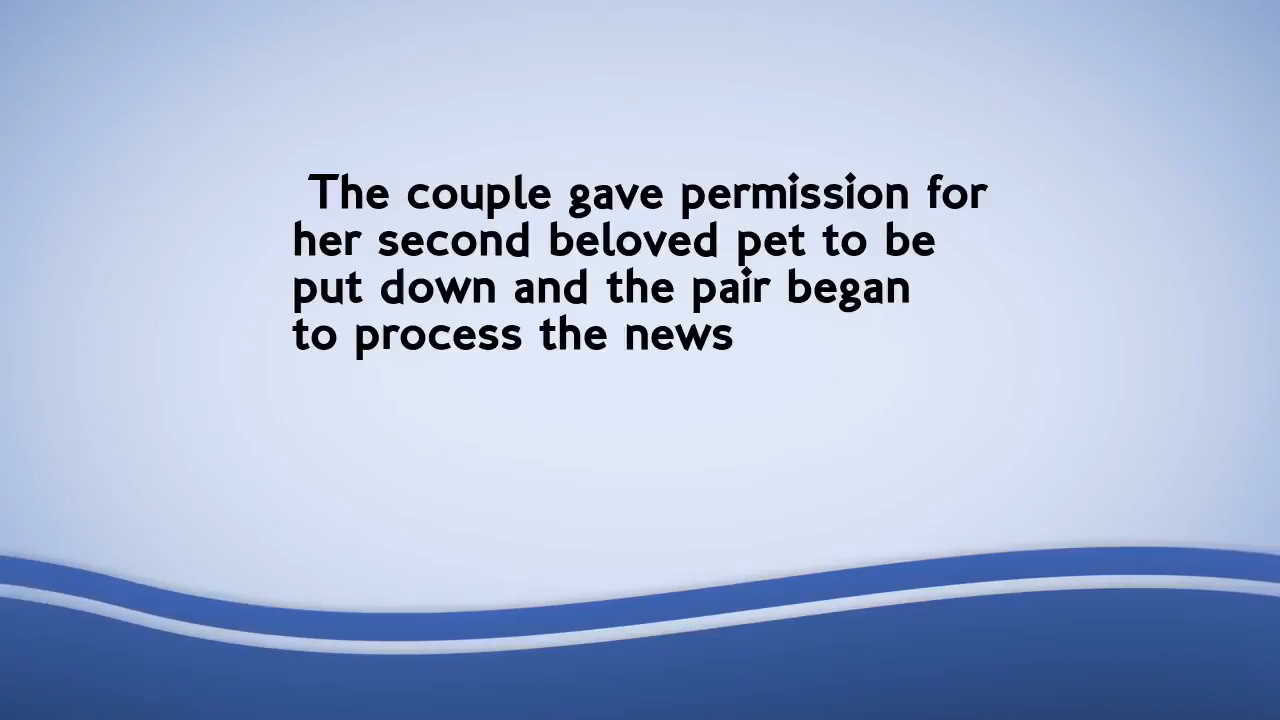 The couple gave permission for
her second beloved pet to be
put down and the pair began
to process the news